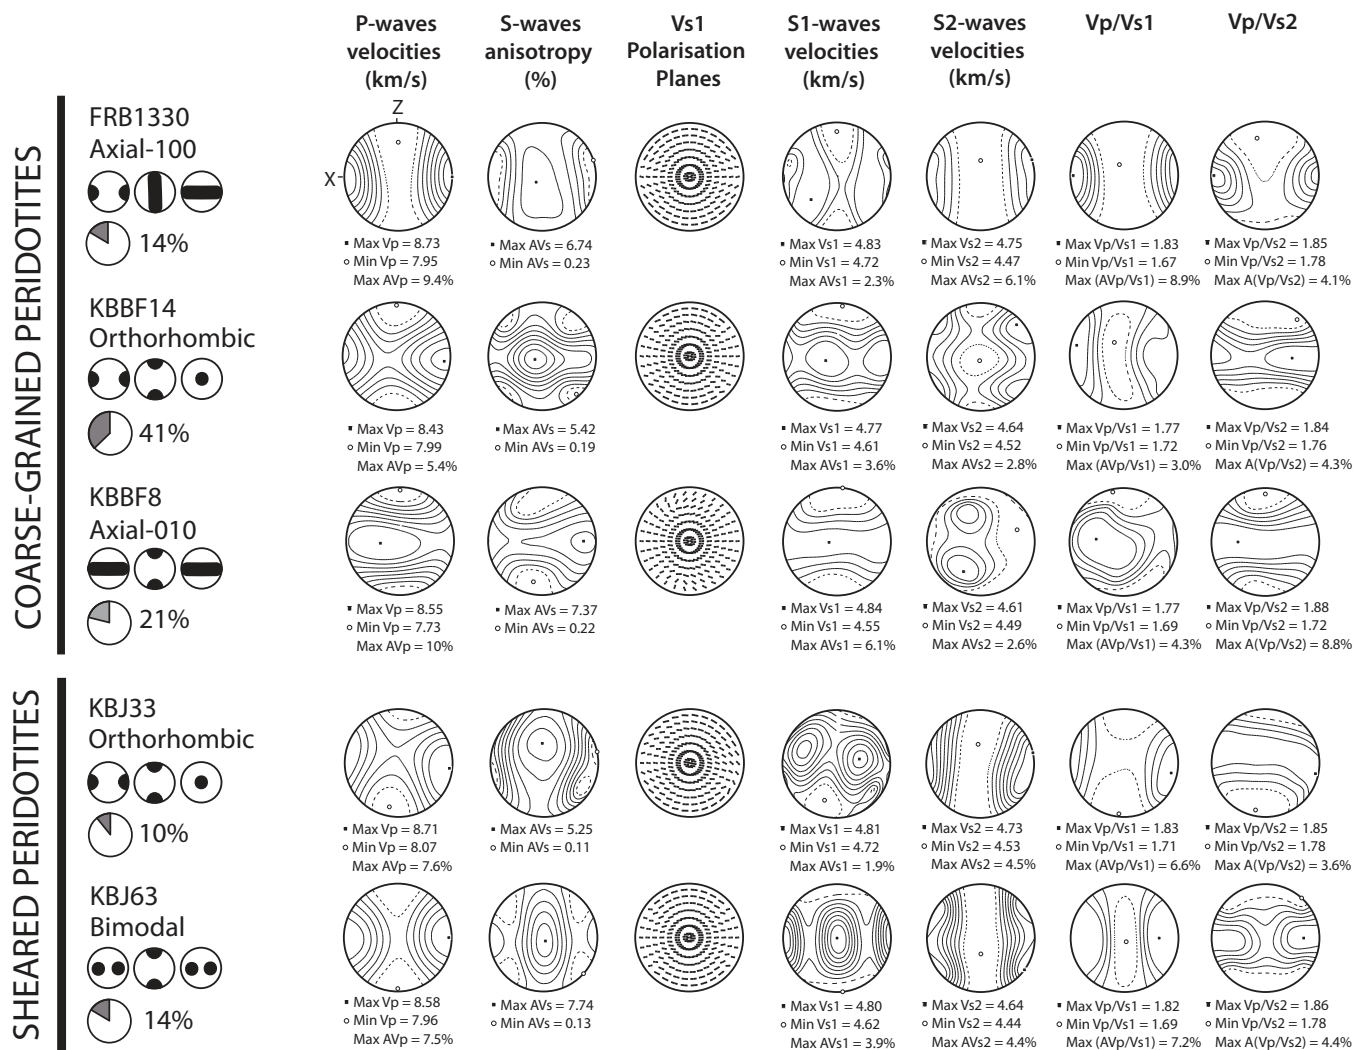 P-waves velocities (km/s)
S-waves anisotropy (%)
Vs1 Polarisation Planes
S1-waves velocities (km/s)
S2-waves velocities (km/s)
Vp/Vs1
Vp/Vs2
COARSE-GRAINED PERIDOTITES
FRB1330
Axial-100
14%
Z
X
Max Vp = 8.73
Min Vp = 7.95
Max AVp = 9.4%
Max AVs = 6.74
Min AVs = 0.23
Max Vs1 = 4.83
Min Vs1 = 4.72
Max AVs1 = 2.3%
Max Vs2 = 4.75
Min Vs2 = 4.47
Max AVs2 = 6.1%
Max Vp/Vs1 = 1.83
Min Vp/Vs1 = 1.67
Max (AVp/Vs1) = 8.9%
Max Vp/Vs2 = 1.85
Min Vp/Vs2 = 1.78
Max A(Vp/Vs2) = 4.1%
KBBF14
Orthorhombic
41%
Max Vp = 8.43
Min Vp = 7.99
Max AVp = 5.4%
Max AVs = 5.42
Min AVs = 0.19
Max Vs1 = 4.77
Min Vs1 = 4.61
Max AVs1 = 3.6%
Max Vs2 = 4.64
Min Vs2 = 4.52
Max AVs2 = 2.8%
Max Vp/Vs1 = 1.77
Min Vp/Vs1 = 1.72
Max (AVp/Vs1) = 3.0%
Max Vp/Vs2 = 1.84
Min Vp/Vs2 = 1.76
Max A(Vp/Vs2) = 4.3%
KBBF8
Axial-010
21%
Max Vp = 8.55
Min Vp = 7.73
Max AVp = 10%
Max AVs = 7.37
Min AVs = 0.22
Max Vs1 = 4.84
Min Vs1 = 4.55
Max AVs1 = 6.1%
Max Vs2 = 4.61
Min Vs2 = 4.49
Max AVs2 = 2.6%
Max Vp/Vs1 = 1.77
Min Vp/Vs1 = 1.69
Max (AVp/Vs1) = 4.3%
Max Vp/Vs2 = 1.88
Min Vp/Vs2 = 1.72
Max A(Vp/Vs2) = 8.8%
SHEARED PERIDOTITES
KBJ33
Orthorhombic
10%
Max Vp = 8.71
Min Vp = 8.07
Max AVp = 7.6%
Max AVs = 5.25
Min AVs = 0.11
Max Vs1 = 4.81
Min Vs1 = 4.72
Max AVs1 = 1.9%
Max Vs2 = 4.73
Min Vs2 = 4.53
Max AVs2 = 4.5%
Max Vp/Vs1 = 1.83
Min Vp/Vs1 = 1.71
Max (AVp/Vs1) = 6.6%
Max Vp/Vs2 = 1.85
Min Vp/Vs2 = 1.78
Max A(Vp/Vs2) = 3.6%
KBJ63
Bimodal
14%
Max Vp = 8.58
Min Vp = 7.96
Max AVp = 7.5%
Max AVs = 7.74
Min AVs = 0.13
Max Vs1 = 4.80
Min Vs1 = 4.62
Max AVs1 = 3.9%
Max Vs2 = 4.64
Min Vs2 = 4.44
Max AVs2 = 4.4%
Max Vp/Vs1 = 1.82
Min Vp/Vs1 = 1.69
Max (AVp/Vs1) = 7.2%
Max Vp/Vs2 = 1.86
Min Vp/Vs2 = 1.78
Max A(Vp/Vs2) = 4.4%